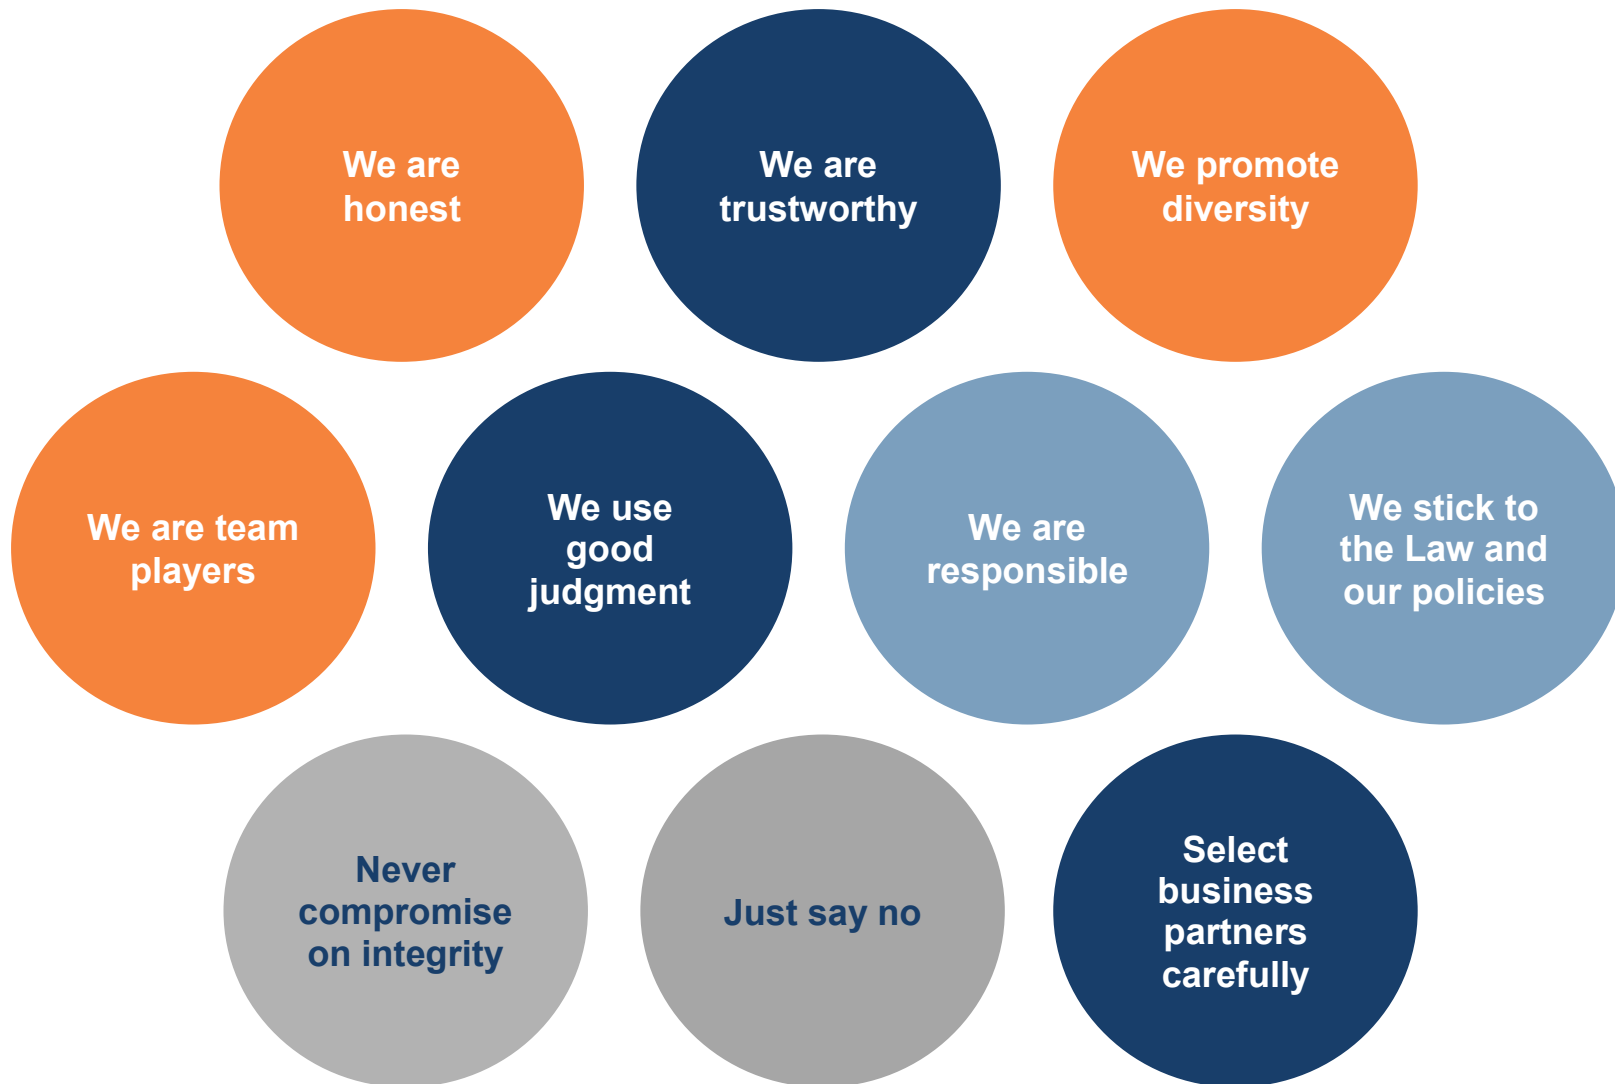 We are
honest
We are
trustworthy
We promote
diversity
We are team
players
We use
good
judgment
We are
responsible
We stick to
the Law and
our policies
Never
compromise
on integrity
Just say no
Select
business
partners
carefully